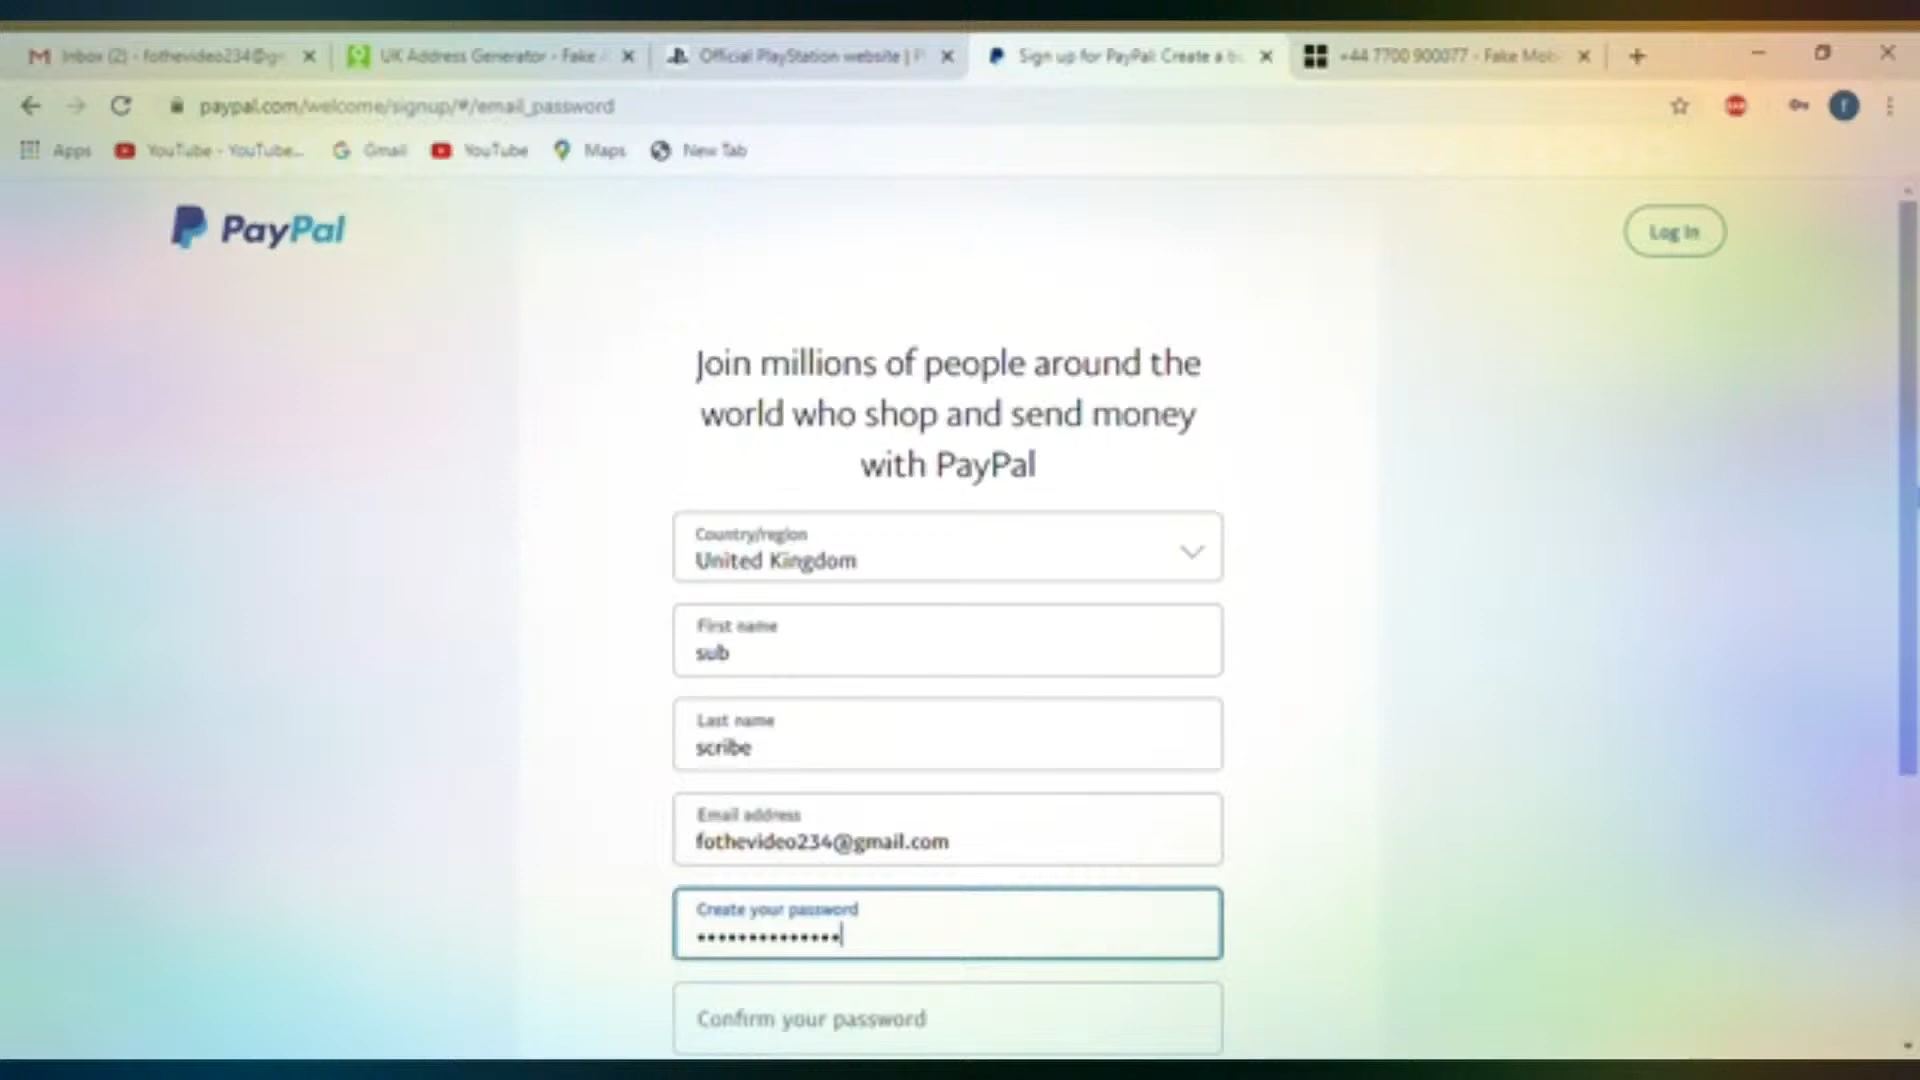 Inbox (2) - fothevideo234@g
UK Address Generator - Fake
Official PlayStation website | P
Sign up for PayPal: Create a b
+44 7700 900077 - Fake Mob
paypal.com/welcome/signup/#/email_password
Apps
YouTube - YouTube...
Gmail
YouTube
Maps
New Tab
PayPal
Log In
Join millions of people around the
world who shop and send money
with PayPal
Country/region
United Kingdom
First name
sub
Last name
scribe
Email address
fothevideo234@gmail.com
Create your password
••••••••••••••
Confirm your password